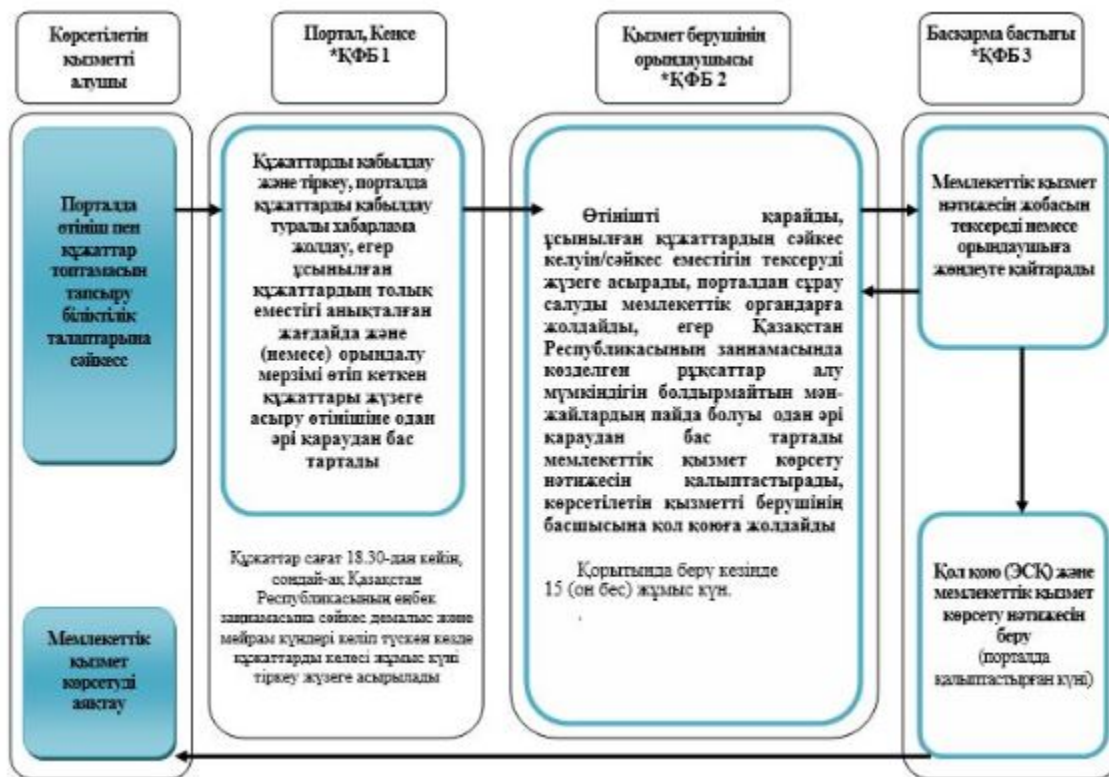 Көрсетілетін
қызметті
алушы
Портал, Кеңсе
*ҚФБ 1
Қызмет берушінің
орындаушысы
*ҚФБ 2
Басқарма бастығы
*ҚФБ 3
Порталда
өтініш пен
құжаттар
топтамасын
тапсыру
біліктілік
талаптарына
сәйкесс
Мемлекеттік
қызмет
көрсетуді
аяқтау
Құжаттарды қабылдау
және тіркеу, порталда
құжаттарды қабылдау
туралы хабарлама
жолдау, егер
ұсынылған
құжаттардың толық
еместігі анықталған
жағдайда және
(немесе) орындалу
мерзімі өтіп кеткен
құжаттары жүзеге
асыру өтінішіне одан
әрі қараудан бас
тартады
Құжаттар сағат 18.30-дан кейін,
сондай-ақ Қазақстан
Республикасының еңбек
заңнамасына сәйкес демалыс және
мейрам күндері келіп түскен кезде
құжаттарды келесі жұмыс күні
тіркеу жүзеге асырылады
Өтінішті қарайды,
ұсынылған құжаттардың сәйкес
келуін/сәйкес еместігін тексеруді
жүзеге асырады, порталдан сұрау
салуды мемлекеттік органдарға
жолдайды, егер Қазақстан
Республикасының заңнамасында
көзделген рұқсаттар алу
мүмкіндігін болдырмайтын мән-
жайлардың пайда болуы одан әрі
қараудан бас тартады
мемлекеттік қызмет көрсету
нәтижесін қалыптастырады,
көрсетілетін қызметті берушінің
басшысына қол қоюға жолдайды
Қорытынды беру кезінде
15 (он бес) жұмыс күн.
.
Мемлекеттік қызмет
нәтижесін жобасын
тексереді немесе
орындаушыға
жөндеуге қайтарады
Қол қою (ЭСҚ) және
мемлекеттік қызмет
көрсету нәтижесін
беру
(порталда
қалыптастырған күні)